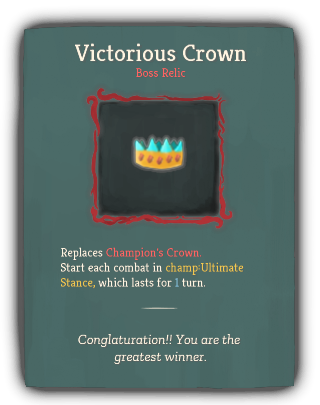 Victorious Crown
Boss Relic
Replaces Champion's Crown.
Start each combat in champ:Ultimate
Stance, which lasts for 1 turn.
Conglaturation!! You are the
greatest winner.